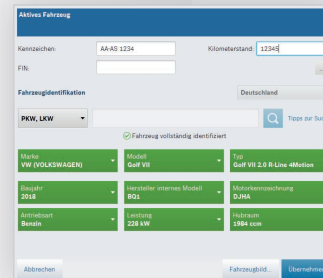 Aktives Fahrzeug
Kennzeichen: AA-AS 1234 Kilometerstand: 12345
FIN:
Fahrzeugidentifikation Deutschland
PKW, LKW Tipps zur Suc
Fahrzeug vollständig identifiziert
Marke Modell Typ
VW (VOLKSWAGEN) Golf VII Golf VII 2.0 R-Line 4Motion
Baujahr Hersteller internes Modell Motorkennzeichnung
2018 BQ1 DJHA
Antriebsart Leistung Hubraum
Benzin 228 kW 1984 ccm
Abbrechen Fahrzeugbild... Übernehmen